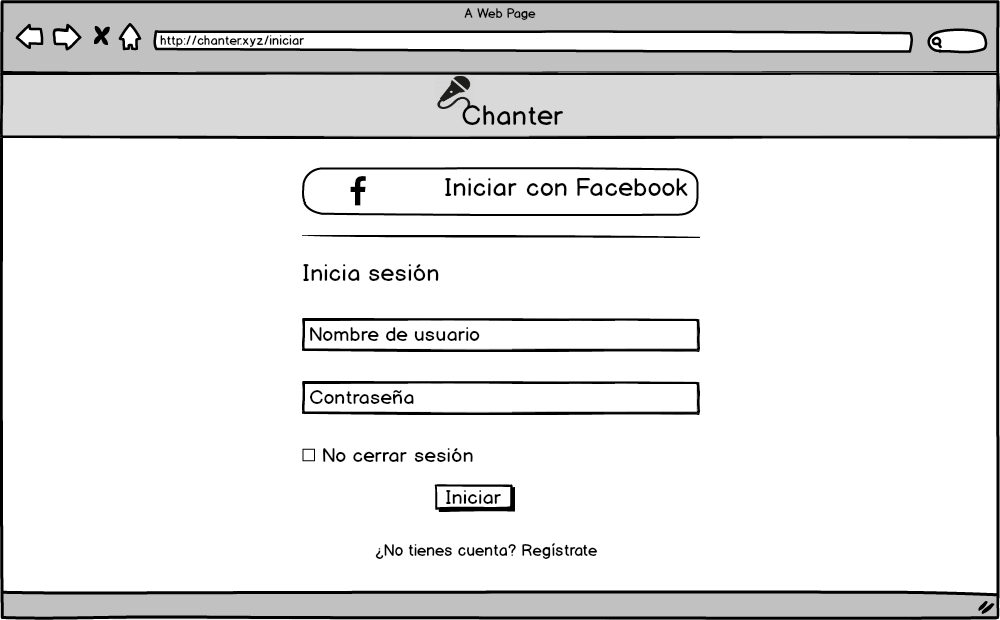 A Web Page
http://chanter.xyz/iniciar
Chanter
f
Iniciar con Facebook
Inicia sesión
Nombre de usuario
Contraseña
No cerrar sesión
Iniciar
¿No tienes cuenta? Regístrate